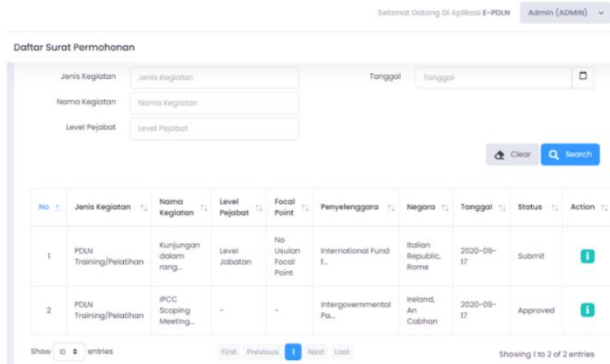 Selamat Datang Di Aplikasi E-PDLN Admin (ADMIN)
Daftar Surat Permohonan
Jenis Kegiatan Jenis Kegiatan Tanggal Tanggal
Nama Kegiatan Nama Kegiatan
Level Pejabat Level Pejabat
Clear Search
No Jenis Kegiatan Nama Kegiatan Level Pejabat Focal Point Penyelenggara Negara Tanggal Status Action
1 PDLN Training/Pelatihan Kunjungan dalam rang... Level Jabatan No Usulan Focal Point International Fund f... Italian Republic, Rome 2020-09-17 Submit
2 PDLN Training/Pelatihan IPCC Scoping Meeting... - - Intergovernmental Pa... Ireland, An Cobhan 2020-09-17 Approved
Show 10 entries First Previous 1 Next Last Showing 1 to 2 of 2 entries